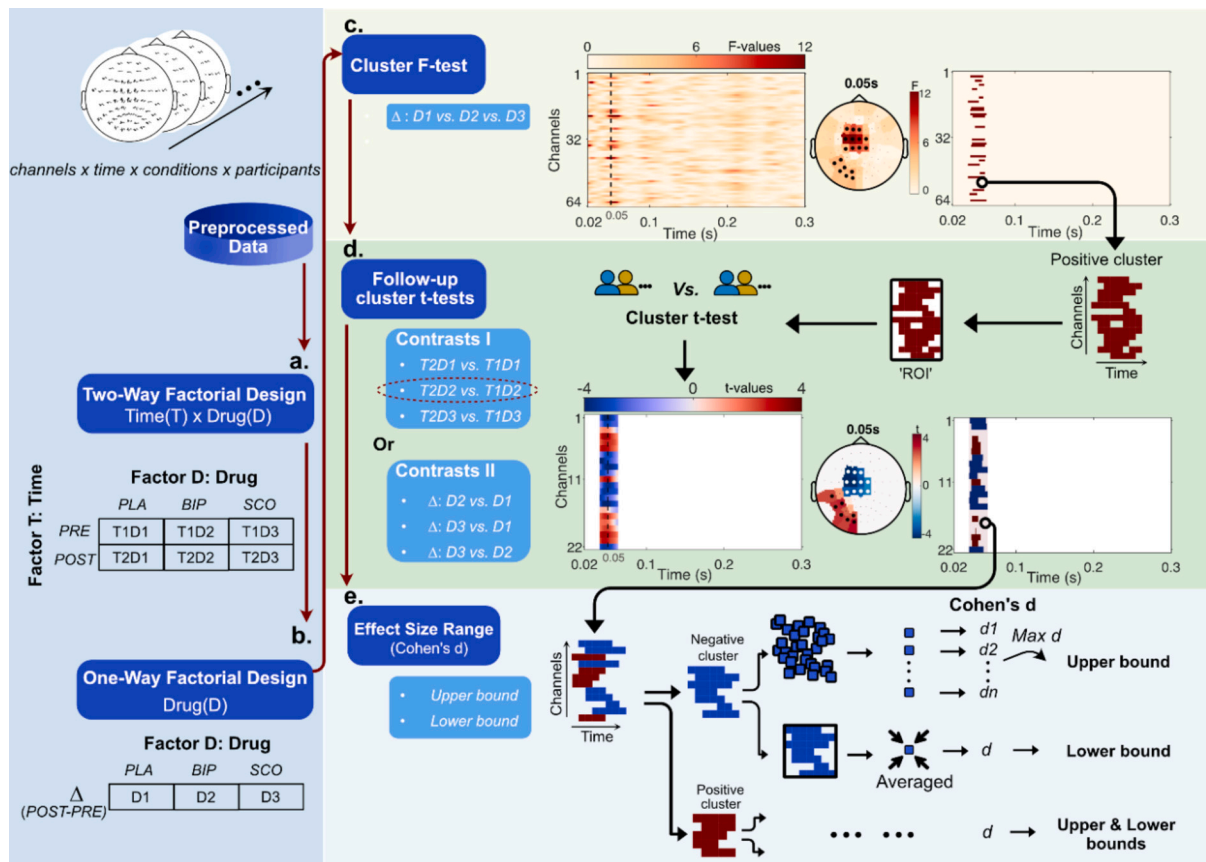 channels x time x conditions x participants
Preprocessed
Data
a.
Two-Way Factorial Design
Time(T) x Drug(D)
Factor D: Drug
Factor T: Time
PLA BIP SCO
PRE T1D1 T1D2 T1D3
POST T2D1 T2D2 T2D3
b.
One-Way Factorial Design
Drug(D)
Factor D: Drug
PLA BIP SCO
Δ D1 D2 D3
(POST-PRE)
c.
Cluster F-test
Δ : D1 vs. D2 vs. D3
0 6 F-values 12
Channels
1
32
64
0.02 0.05 0.1 0.2 0.3
Time (s)
0.05s
F
12
6
0
1
32
64
0.02 0.1 0.2 0.3
Time (s)
d.
Follow-up
cluster t-tests
Contrasts I
• T2D1 vs. T1D1
• T2D2 vs. T1D2
• T2D3 vs. T1D3
Or
Contrasts II
• Δ: D2 vs. D1
• Δ: D3 vs. D1
• Δ: D3 vs. D2
Vs.
Cluster t-test
'ROI'
Positive cluster
Channels
Time
-4 0 t-values 4
Channels
1
11
22
0.02 0.05 0.1 0.2 0.3
Time (s)
0.05s
t
4
0
-4
1
11
22
0.02 0.1 0.2 0.3
Time (s)
e.
Effect Size Range
(Cohen's d)
• Upper bound
• Lower bound
Channels
Time
Negative
cluster
Cohen's d
d1
d2
dn
Max d
Upper bound
Averaged
d
Lower bound
Positive
cluster
d
Upper & Lower
bounds